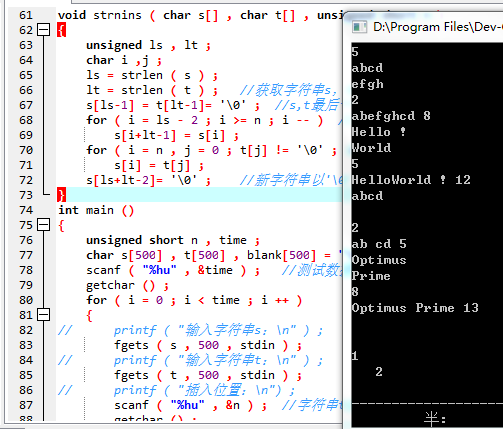 61 void strnins ( char s[] , char t[] , unsigned
62 {
63 unsigned ls , lt ;
64 char i ,j ;
65 ls = strlen ( s ) ;
66 lt = strlen ( t ) ; //获取字符串s,
67 s[ls-1] = t[lt-1]= '\0' ; //s,t最后
68 for ( i = ls - 2 ; i >= n ; i -- ) //
69 s[i+lt-1] = s[i] ;
70 for ( i = n , j = 0 ; t[j] != '\0' ;
71 s[i] = t[j] ;
72 s[ls+lt-2]= '\0' ; //新字符串以'\0
73 }
74 int main ()
75 {
76 unsigned short n , time ;
77 char s[500] , t[500] , blank[500] = "
78 scanf ( "%hu" , &time ) ; //测试数
79 getchar () ;
80 for ( i = 0 ; i < time ; i ++ )
81 {
82 // printf ( "输入字符串s: \n" ) ;
83 fgets ( s , 500 , stdin ) ;
84 // printf ( "输入字符串t: \n" ) ;
85 fgets ( t , 500 , stdin ) ;
86 // printf ( "插入位置: \n") ;
87 scanf ( "%hu" , &n ) ; //字符串
88 getchar () ;
D:\Program Files\Dev-
5
abcd
efgh
2
abefghcd 8
Hello !
World
5
HelloWorld ! 12
abcd
2
ab cd 5
Optimus
Prime
8
Optimus Prime 13
1
2
半: